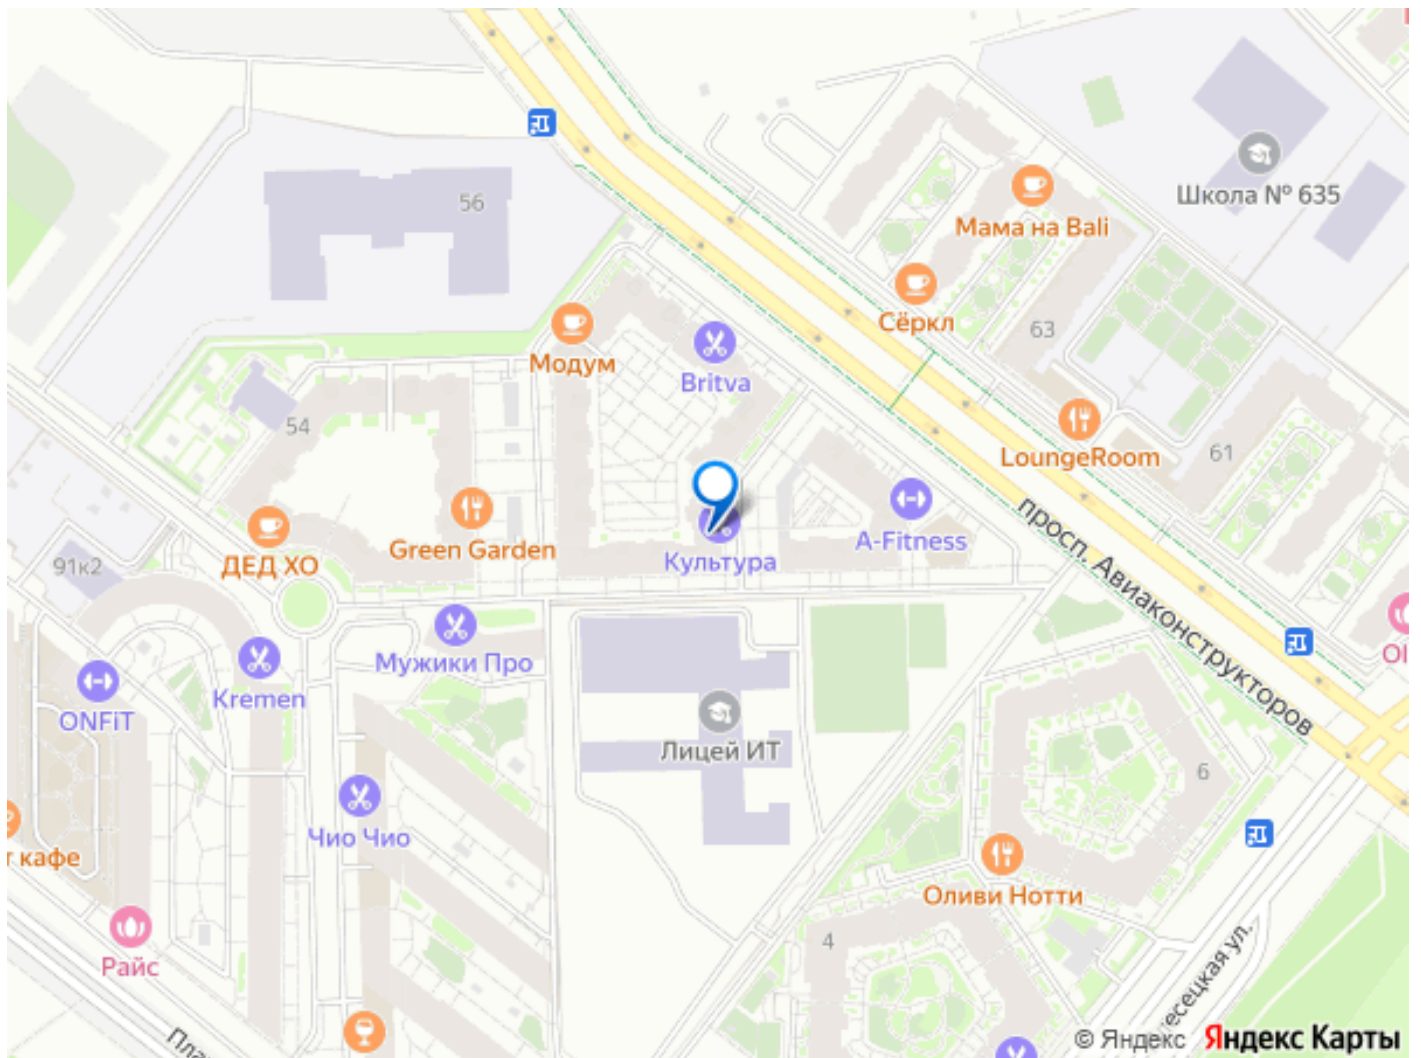 56
Школа № 635
Мама на Bali
Сёркл
63
Модум
Britva
54
LoungeRoom
61
просп. Авиаконструкторов
A-Fitness
Green Garden
Культура
ДЕД ХО
91к2
Мужики Про
Kremen
ONFiT
Лицей ИТ
6
Чио Чио
кафе
Оливи Нотти
4
Райс
© Яндекс Яндекс Карты